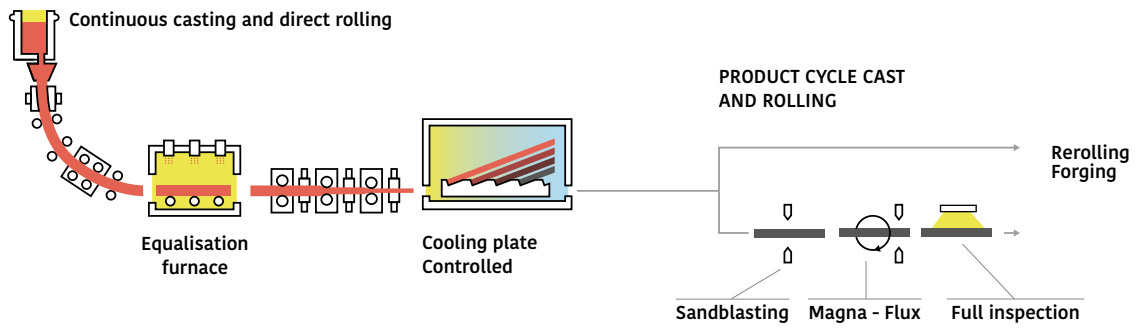 Continuous casting and direct rolling
PRODUCT CYCLE CAST
AND ROLLING
Rerolling
Forging
Equalisation
furnace
Cooling plate
Controlled
Sandblasting
Magna - Flux
Full inspection